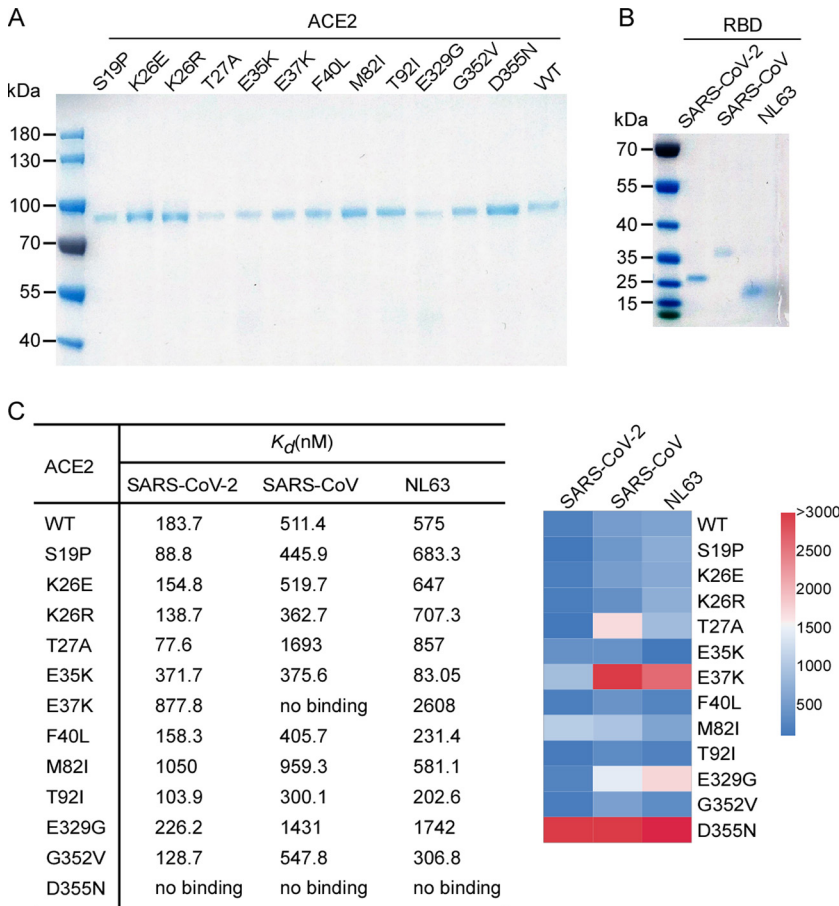 A
ACE2
S19P K26E K26R T27A E35K E37K F40L M82I T92I E329G G352V D355N WT
kDa
180
130
100
70
55
40
B
RBD
SARS-CoV-2 SARS-CoV NL63
kDa
70
55
40
35
25
15
C
ACE2 Kd(nM)
SARS-CoV-2 SARS-CoV NL63
WT 183.7 511.4 575
S19P 88.8 445.9 683.3
K26E 154.8 519.7 647
K26R 138.7 362.7 707.3
T27A 77.6 1693 857
E35K 371.7 375.6 83.05
E37K 877.8 no binding 2608
F40L 158.3 405.7 231.4
M82I 1050 959.3 581.1
T92I 103.9 300.1 202.6
E329G 226.2 1431 1742
G352V 128.7 547.8 306.8
D355N no binding no binding no binding
SARS-CoV-2 SARS-CoV NL63
WT
S19P
K26E
K26R
T27A
E35K
E37K
F40L
M82I
T92I
E329G
G352V
D355N
>3000
2500
2000
1500
1000
500